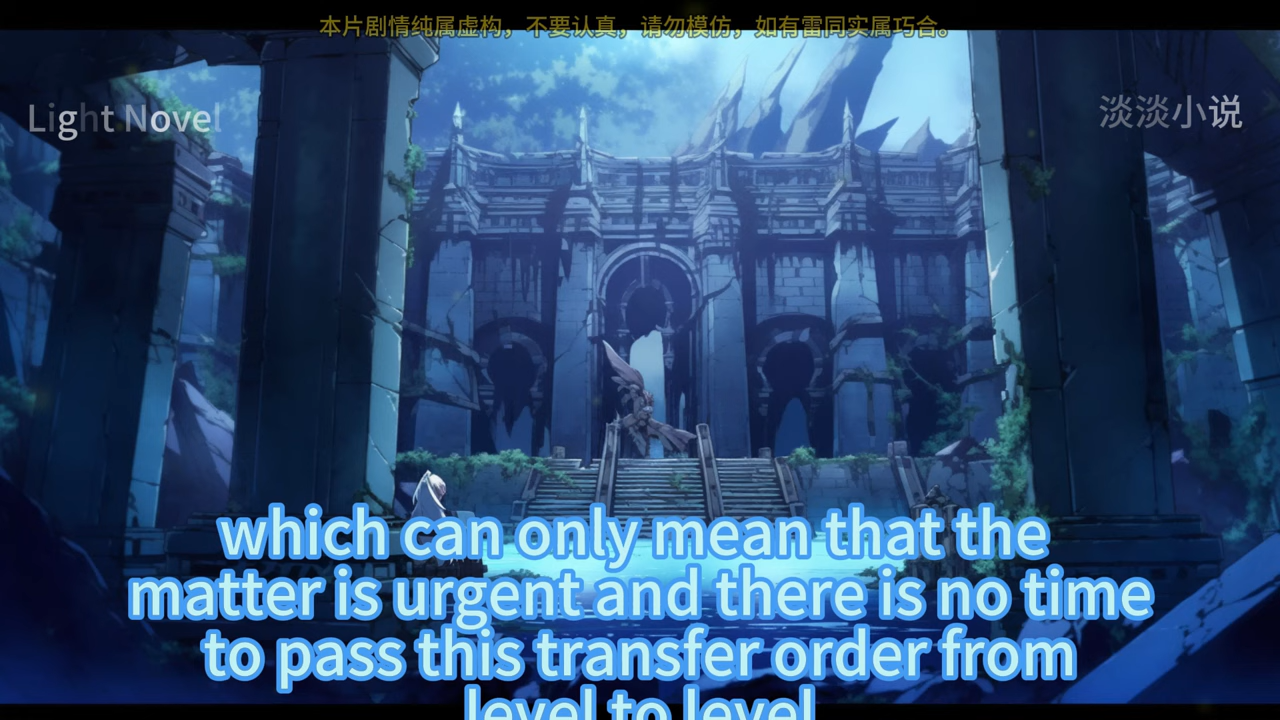 本片剧情纯属虚构，不要认真，请勿模仿，如有雷同实属巧合。
Light Novel
淡淡小说
which can only mean that the
matter is urgent and there is no time
to pass this transfer order from
level to level